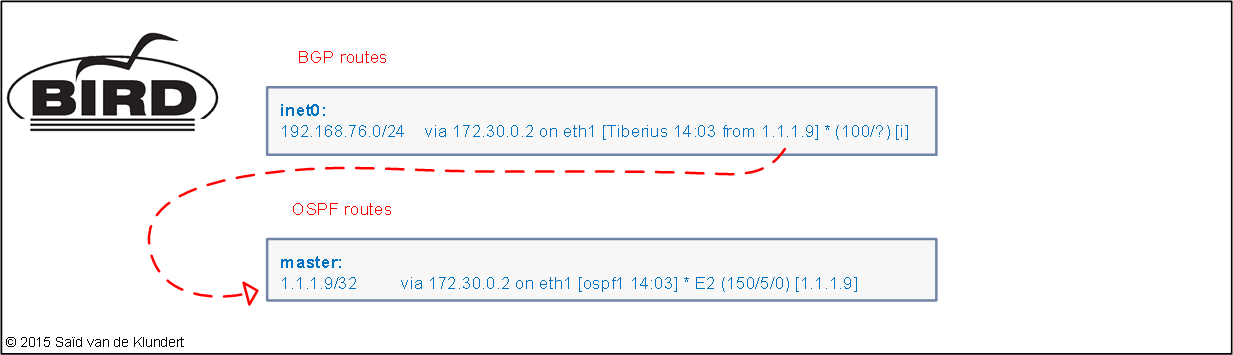 BIRD
BGP routes
inet0:
192.168.76.0/24 via 172.30.0.2 on eth1 [Tiberius 14:03 from 1.1.1.9] * (100/?) [i]
OSPF routes
master:
1.1.1.9/32 via 172.30.0.2 on eth1 [ospf1 14:03] * E2 (150/5/0) [1.1.1.9]
© 2015 Saïd van de Klundert